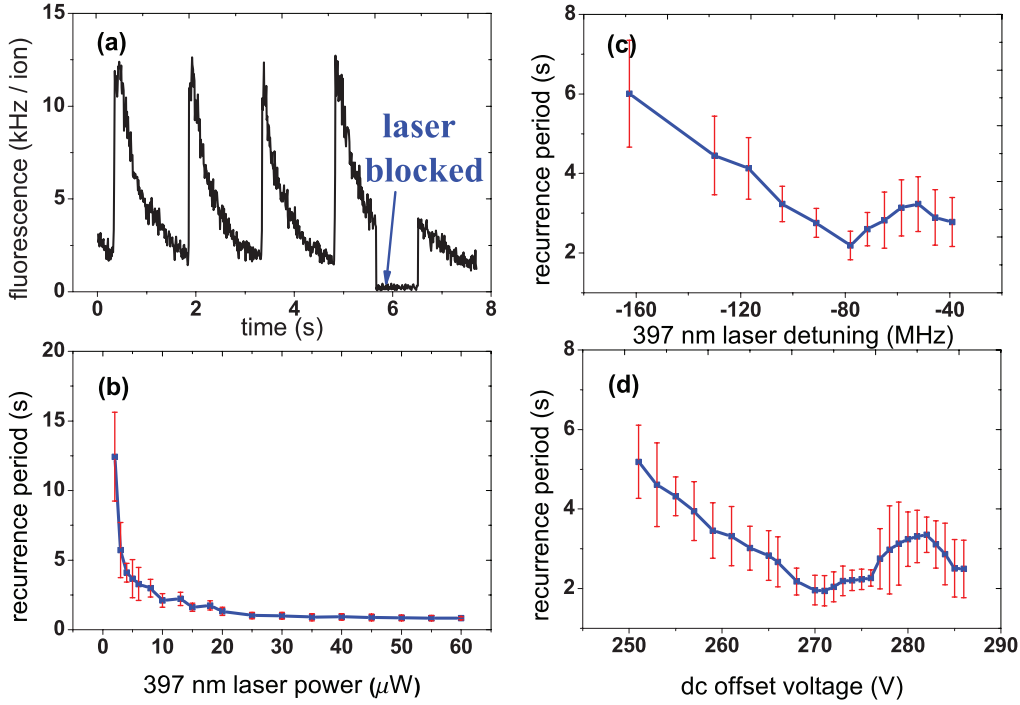 (a)
fluorescence (kHz / ion)
15
10
5
0
laser
blocked
0 2 4 6 8
time (s)
(c)
recurrence period (s)
8
6
4
2
-160 -120 -80 -40
397 nm laser detuning (MHz)
(b)
recurrence period (s)
20
15
10
5
0
0 10 20 30 40 50 60
397 nm laser power (μW)
(d)
recurrence period (s)
8
6
4
2
250 260 270 280 290
dc offset voltage (V)